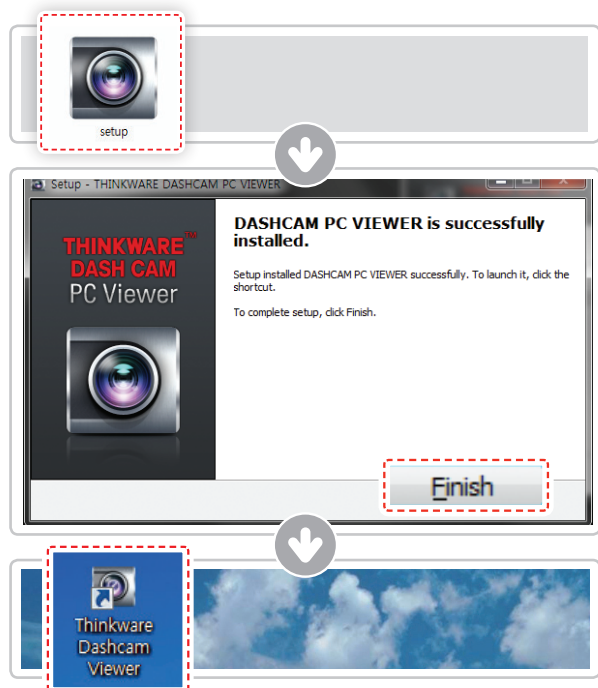 setup
Setup - THINKWARE DASHCAM PC VIEWER
THINKWARE™
DASH CAM
PC Viewer
DASHCAM PC VIEWER is successfully
installed.
Setup installed DASHCAM PC VIEWER successfully. To launch it, click the
shortcut.
To complete setup, click Finish.
Finish
Thinkware
Dashcam
Viewer